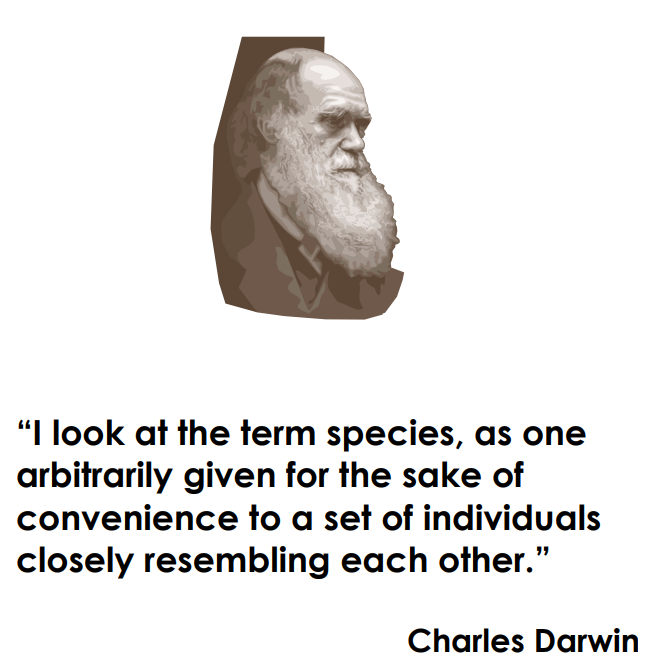 “I look at the term species, as one
arbitrarily given for the sake of
convenience to a set of individuals
closely resembling each other.”
Charles Darwin